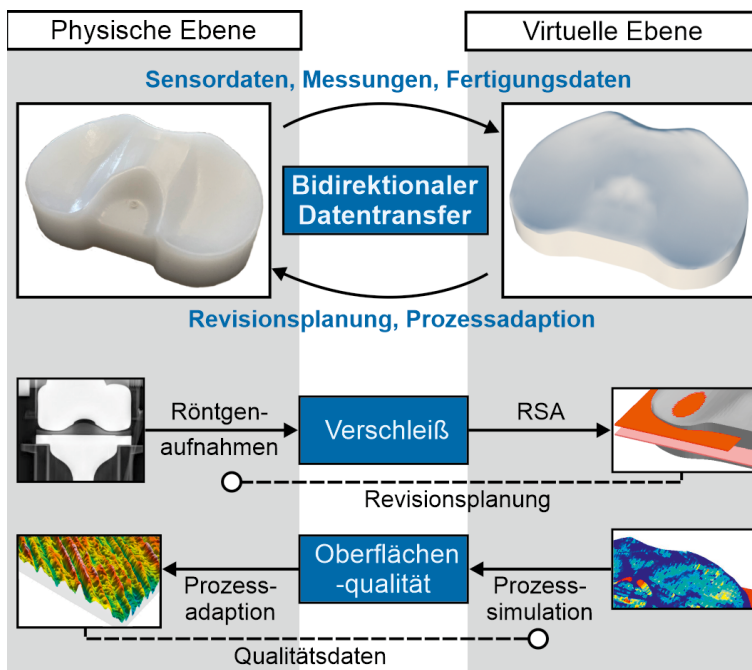 Physische Ebene
Virtuelle Ebene
Sensordaten, Messungen, Fertigungsdaten
Bidirektionaler
Datentransfer
Revisionsplanung, Prozessadaption
Röntgen-
aufnahmen
Verschleiß
RSA
Revisionsplanung
Prozess-
adaption
Oberflächen
-qualität
Prozess-
simulation
Qualitätsdaten